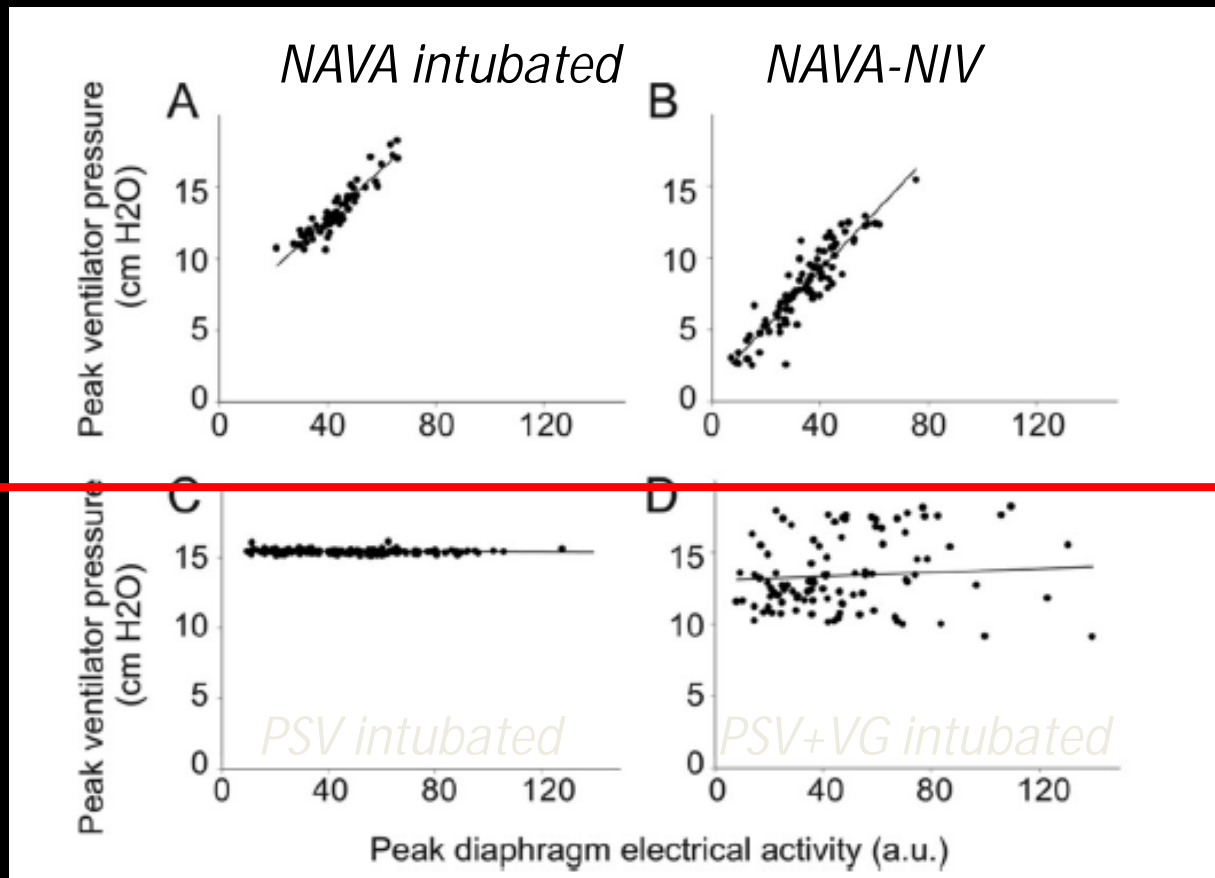 NAVA intubated
NAVA-NIV
A
B
Peak ventilator pressure
(cm H2O)
15
10
5
0
0 40 80 120
15
10
5
0
0 40 80 120
C
D
Peak ventilator pressure
(cm H2O)
15
10
5
0
0 40 80 120
PSV intubated
15
10
5
0
0 40 80 120
PSV+VG intubated
Peak diaphragm electrical activity (a.u.)